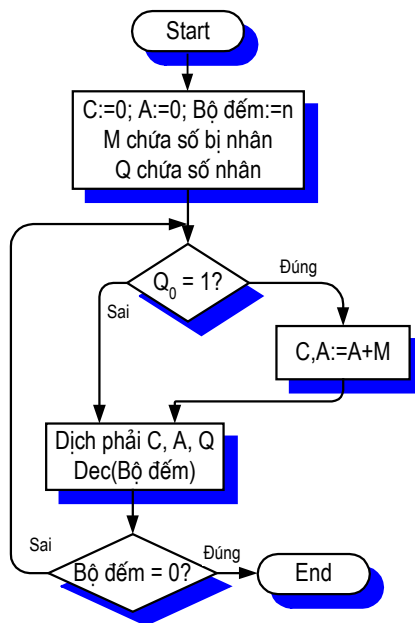 Start
C:=0; A:=0; Bộ đếm:=n
M chứa số bị nhân
Q chứa số nhân
Q₀ = 1?
Đúng
Sai
C,A:=A+M
Dịch phải C, A, Q
Dec(Bộ đếm)
Sai
Bộ đếm = 0?
Đúng
End